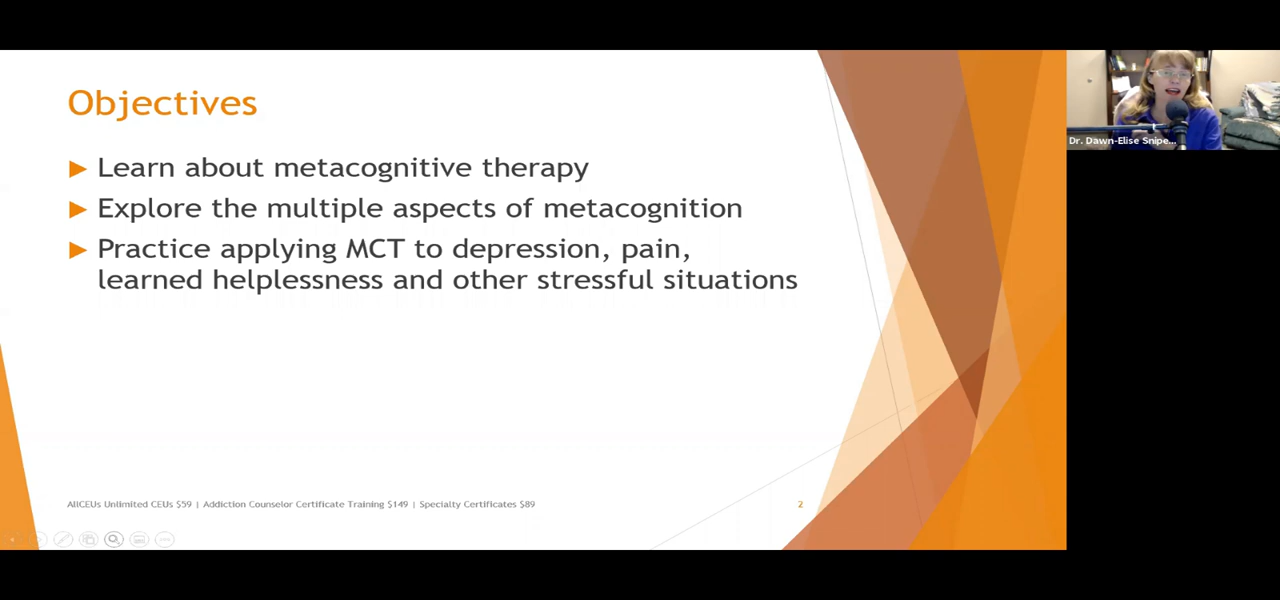 Objectives
Learn about metacognitive therapy
Explore the multiple aspects of metacognition
Practice applying MCT to depression, pain,
learned helplessness and other stressful situations
AllCEUs Unlimited CEUs $59 | Addiction Counselor Certificate Training $149 | Specialty Certificates $89
2
Dr. Dawn-Elise Snipe...